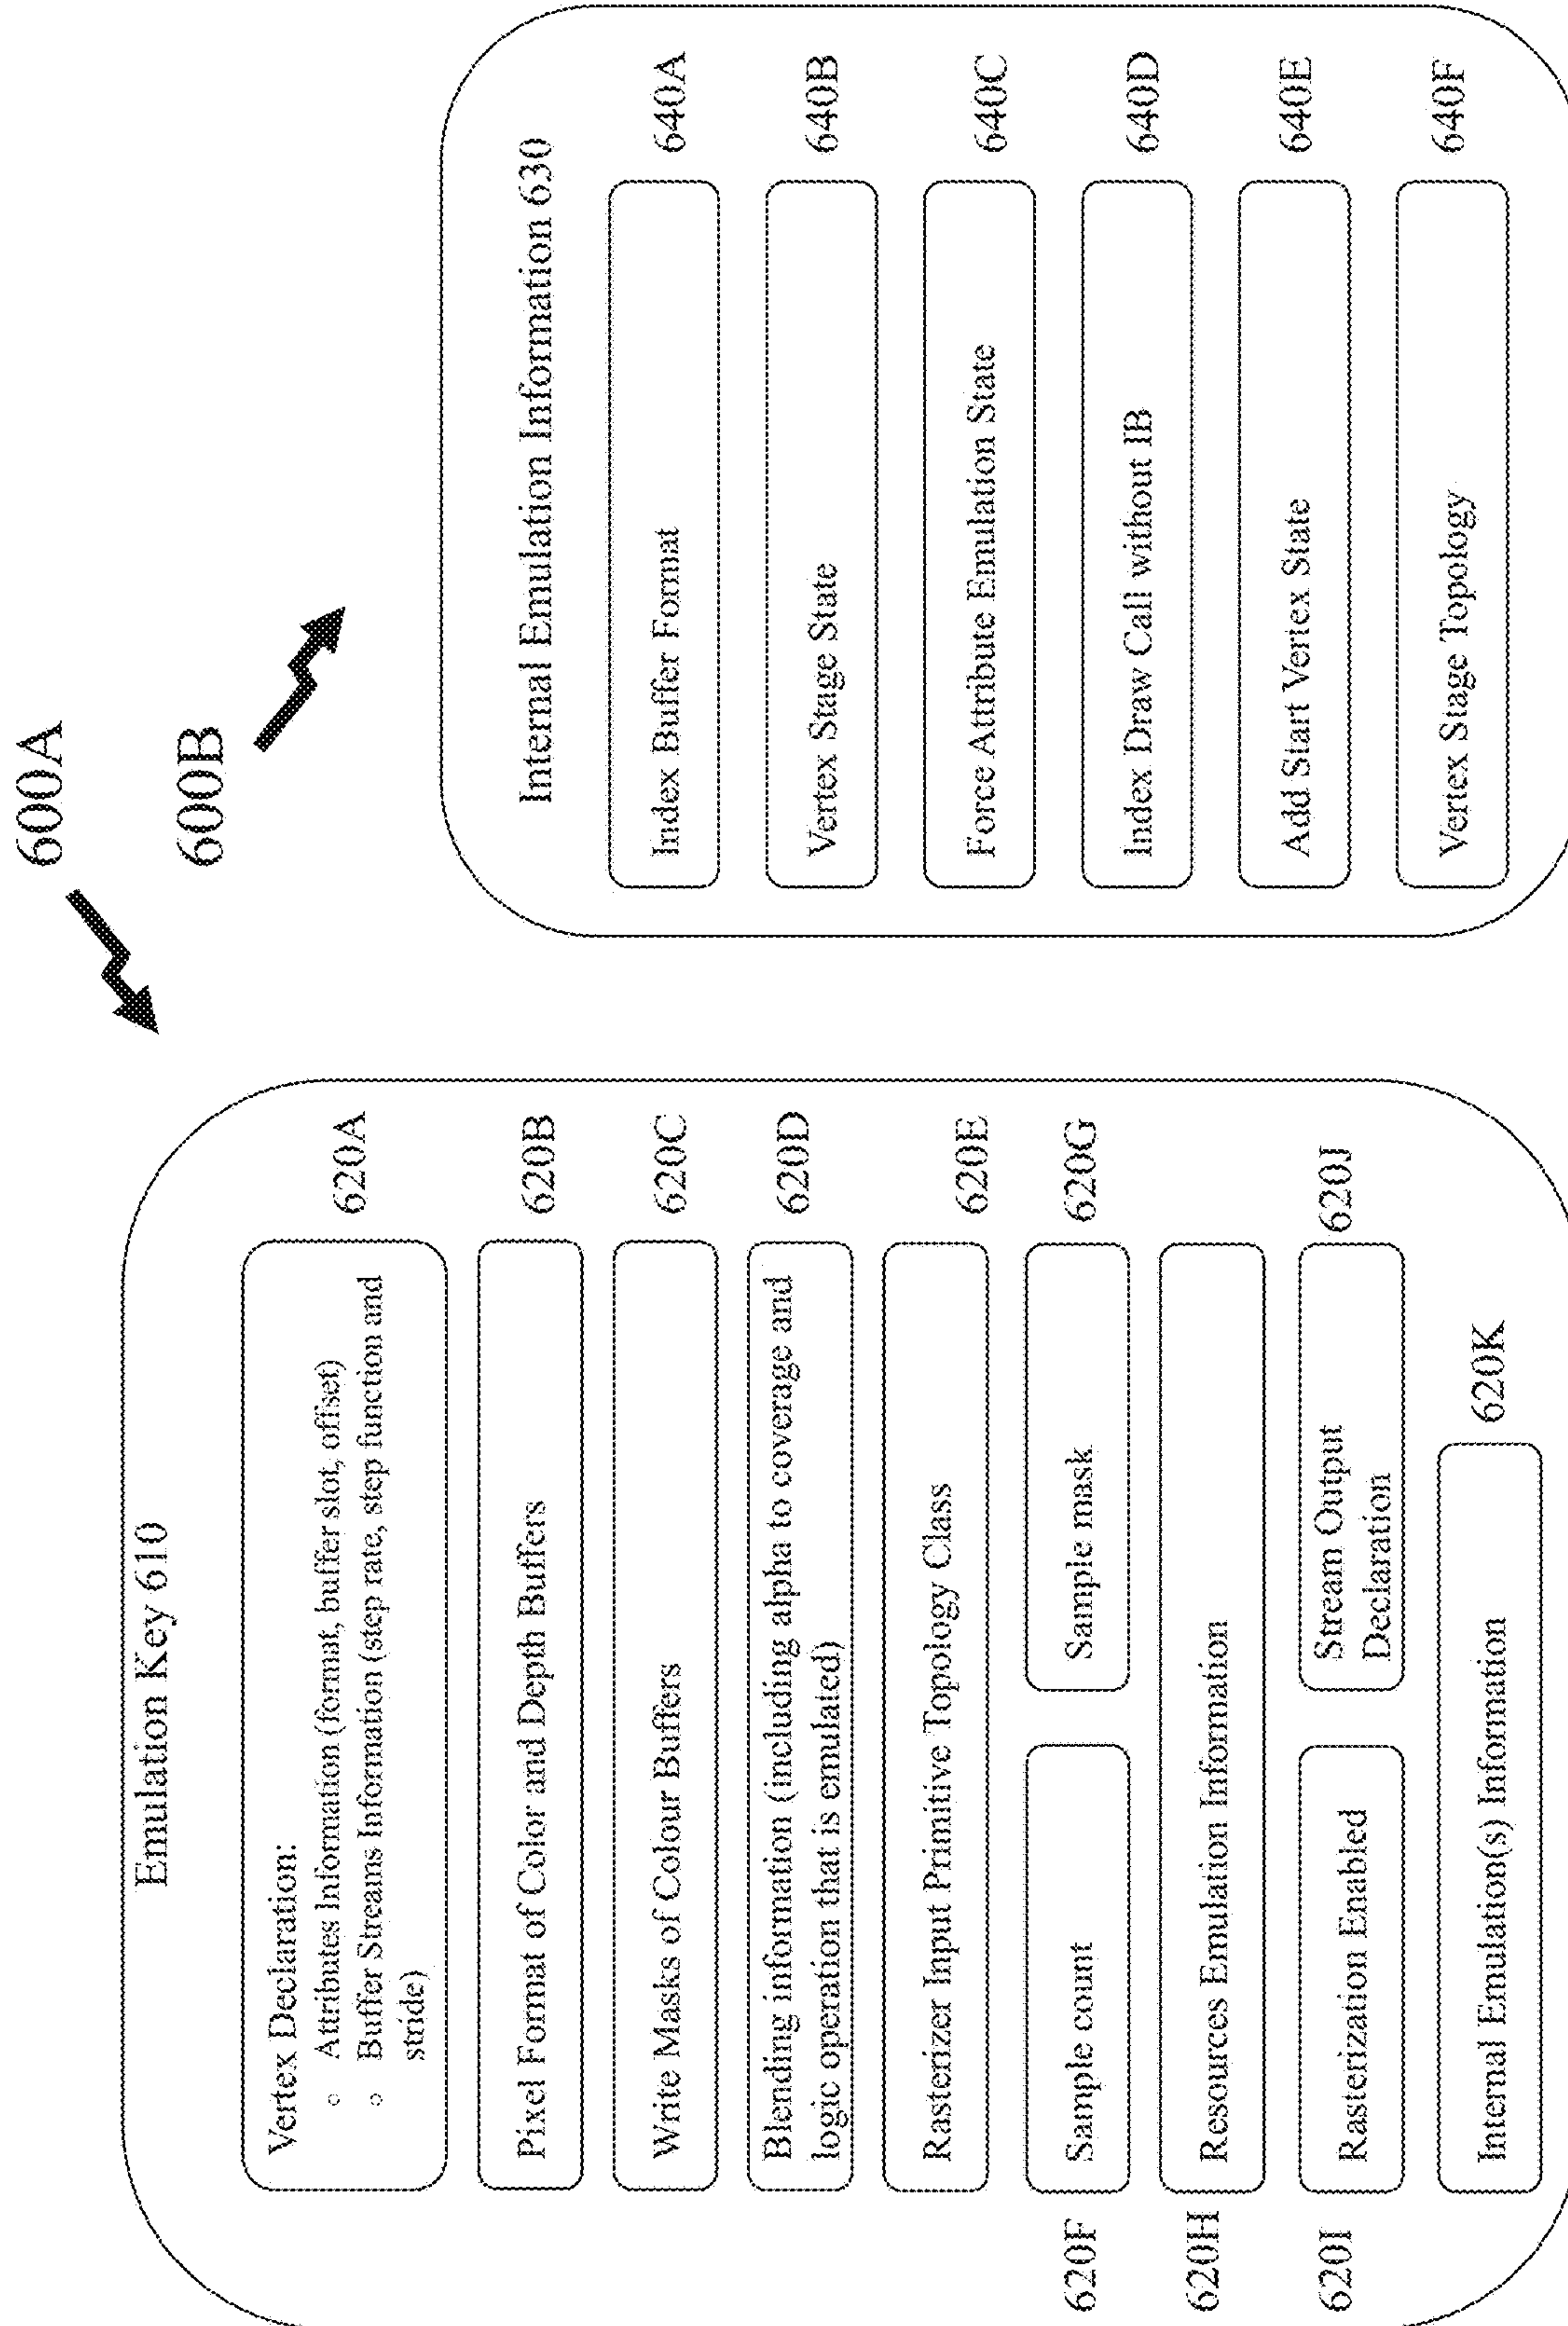 600A
600B
Emulation Key 610
Vertex Declaration:
○ Attributes Information (format, buffer slot, offset)
○ Buffer Streams Information (step rate, step function and
stride)
620A
Pixel Format of Color and Depth Buffers
620B
Write Masks of Colour Buffers
620C
Blending information (including alpha to coverage and
logic operation that is emulated)
620D
Rasterizer Input Primitive Topology Class
620E
620F
Sample count
Sample mask
620G
620H
Resources Emulation Information
620I
Rasterization Enabled
Stream Output
Declaration
620J
Internal Emulation(s) Information
620K
Internal Emulation Information 630
Index Buffer Format
640A
Vertex Stage State
640B
Force Attribute Emulation State
640C
Index Draw Call without IB
640D
Add Start Vertex State
640E
Vertex Stage Topology
640F